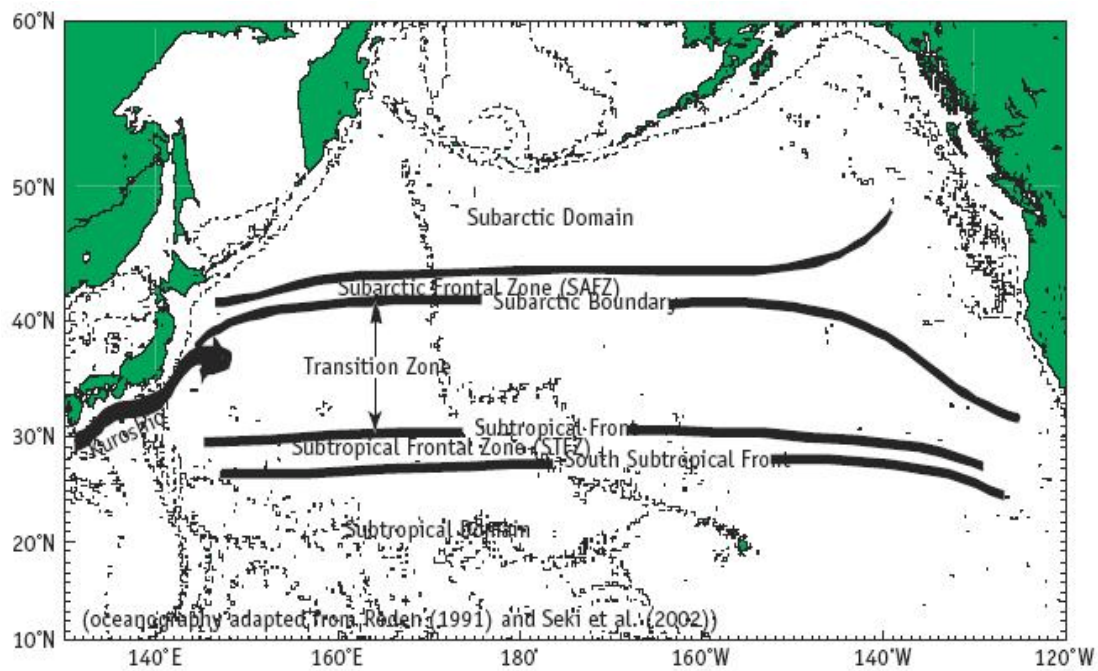 60°N
50°N
Subarctic Domain
Subarctic Frontal Zone (SAFZ)
Subarctic Boundary
40°N
Transition Zone
Kuroshio
Subtropical Front
30°N
Subtropical Frontal Zone (STFZ)
South Subtropical Front
Subtropical Domain
20°N
(oceanography adapted from Roden (1991) and Seki et al. (2002))
10°N
140°E 160°E 180° 160°W 140°W 120°W